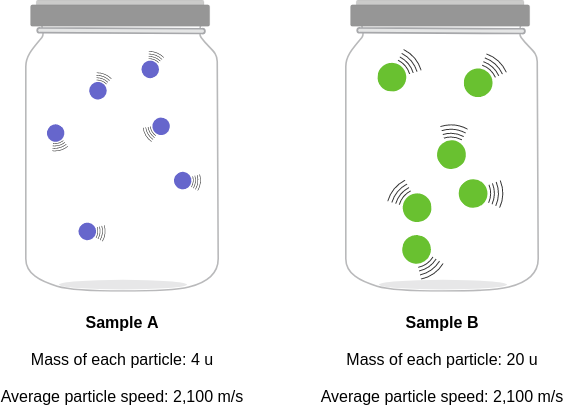 Sample A
Mass of each particle: 4 u
Average particle speed: 2,100 m/s
Sample B
Mass of each particle: 20 u
Average particle speed: 2,100 m/s